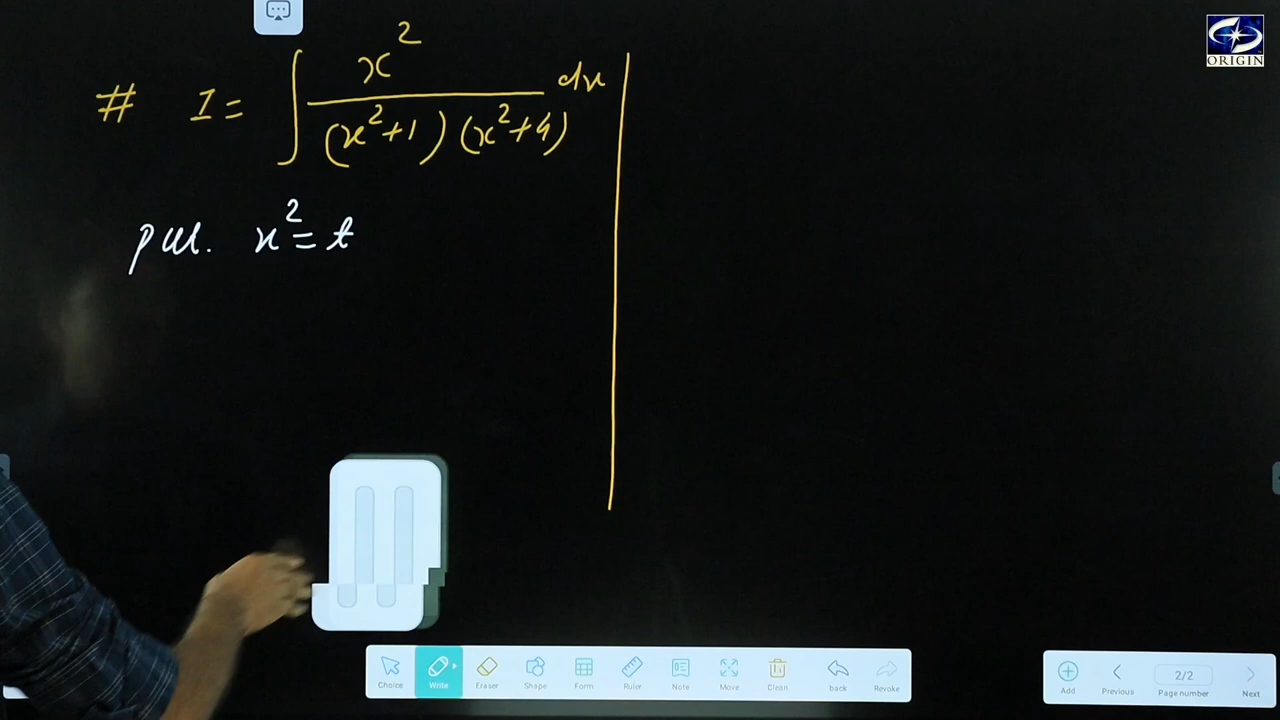 # I = ∫ x² / (x²+1) (x²+4) dx
put. x² = t
ORIGIN
Choice Write Eraser Shape Form Ruler Note Move Clean back Revoke
Add Previous 2/2 Page number Next